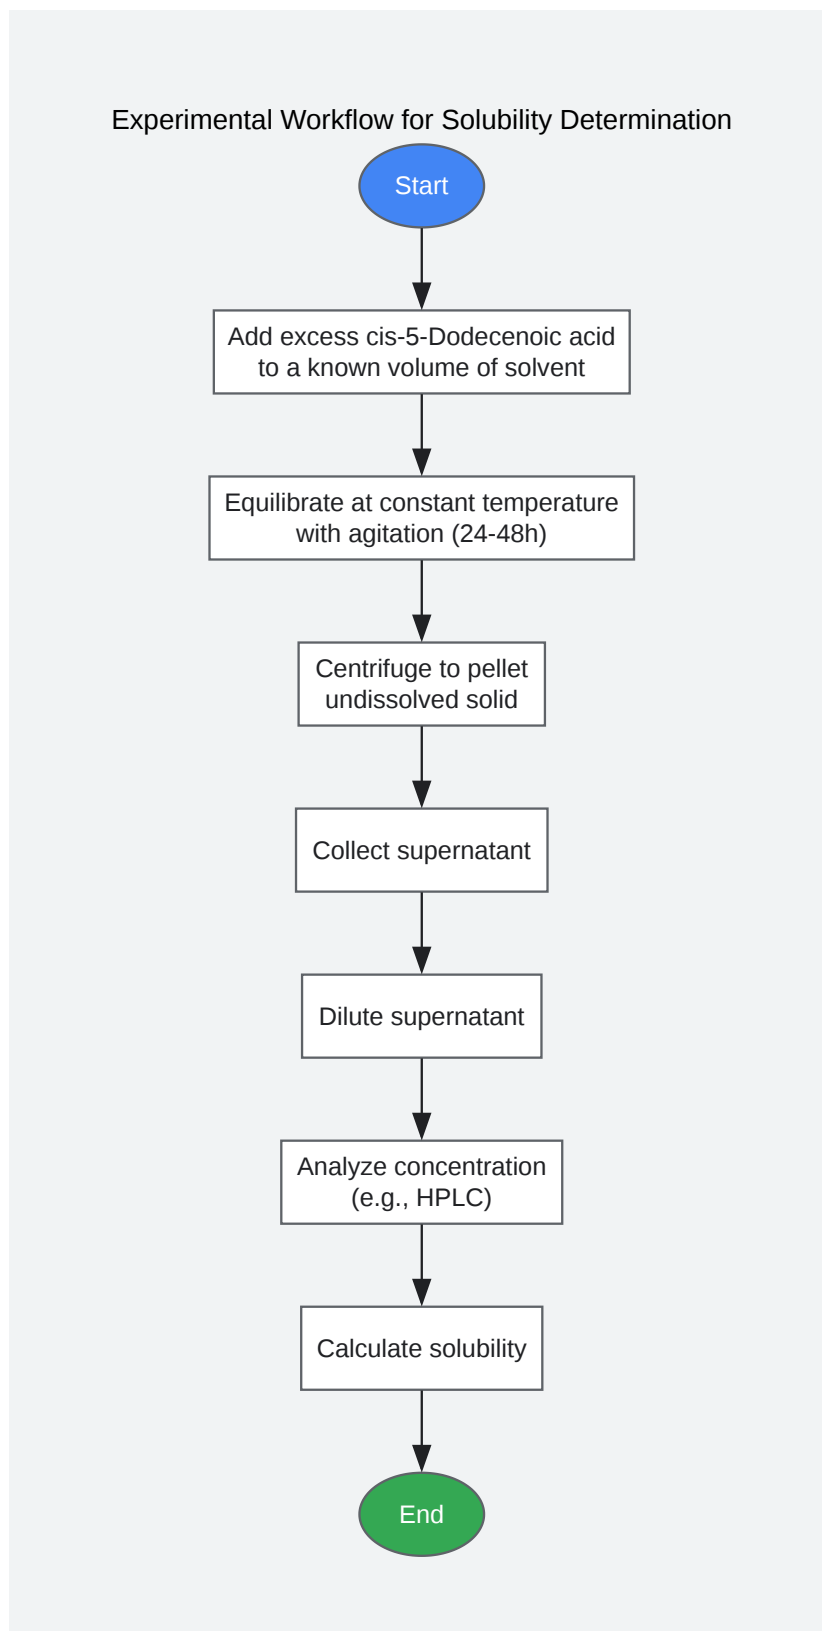 Experimental Workflow for Solubility Determination
Start
Add excess cis-5-Dodecenoic acid
to a known volume of solvent
Equilibrate at constant temperature
with agitation (24-48h)
Centrifuge to pellet
undissolved solid
Collect supernatant
Dilute supernatant
Analyze concentration
(e.g., HPLC)
Calculate solubility
End